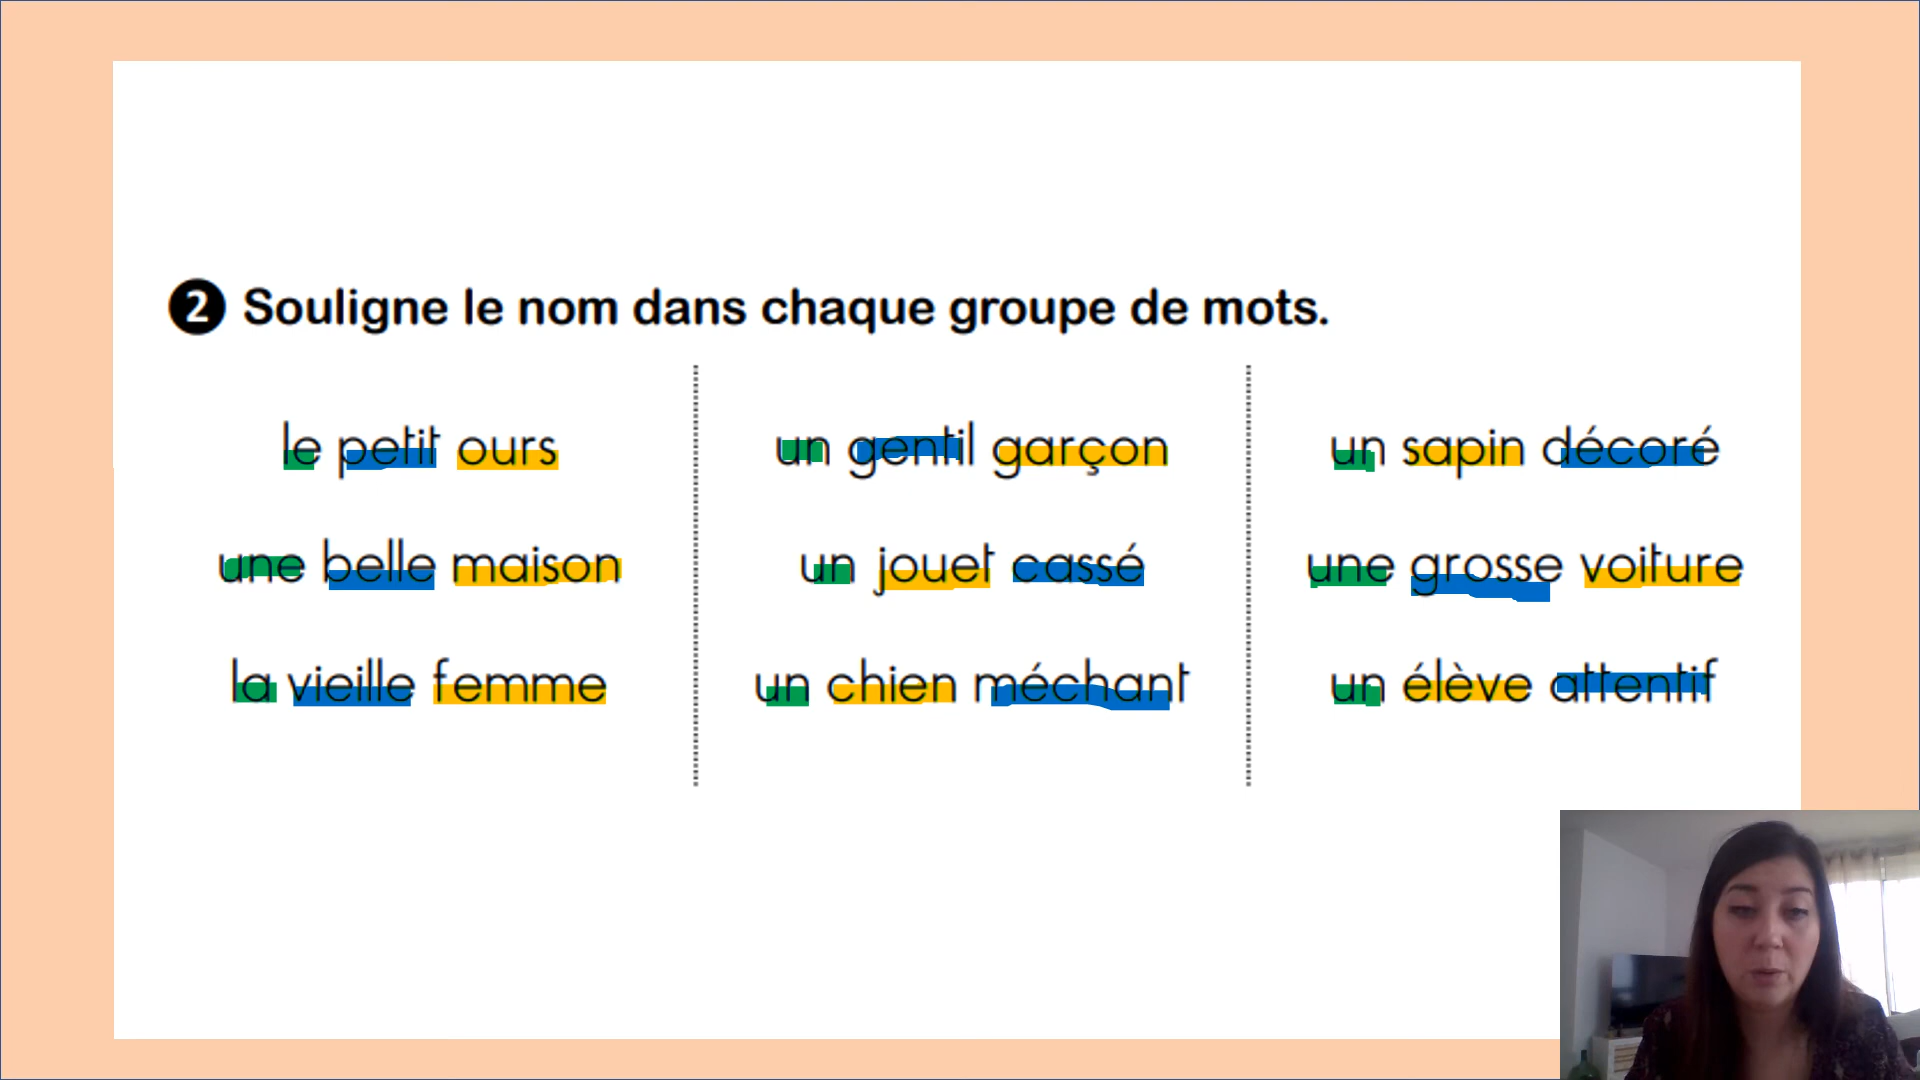 2 Souligne le nom dans chaque groupe de mots.
le petit ours
une belle maison
la vieille femme
un gentil garçon
un jouet cassé
un chien méchant
un sapin décoré
une grosse voiture
un élève attentif